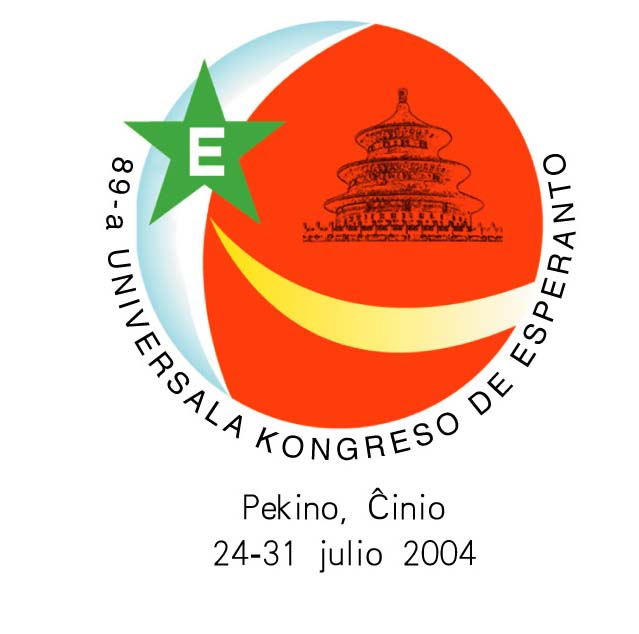 E
89-a UNIVERSALA KONGRESO DE ESPERANTO
Pekino, Ĉinio
24-31 julio 2004